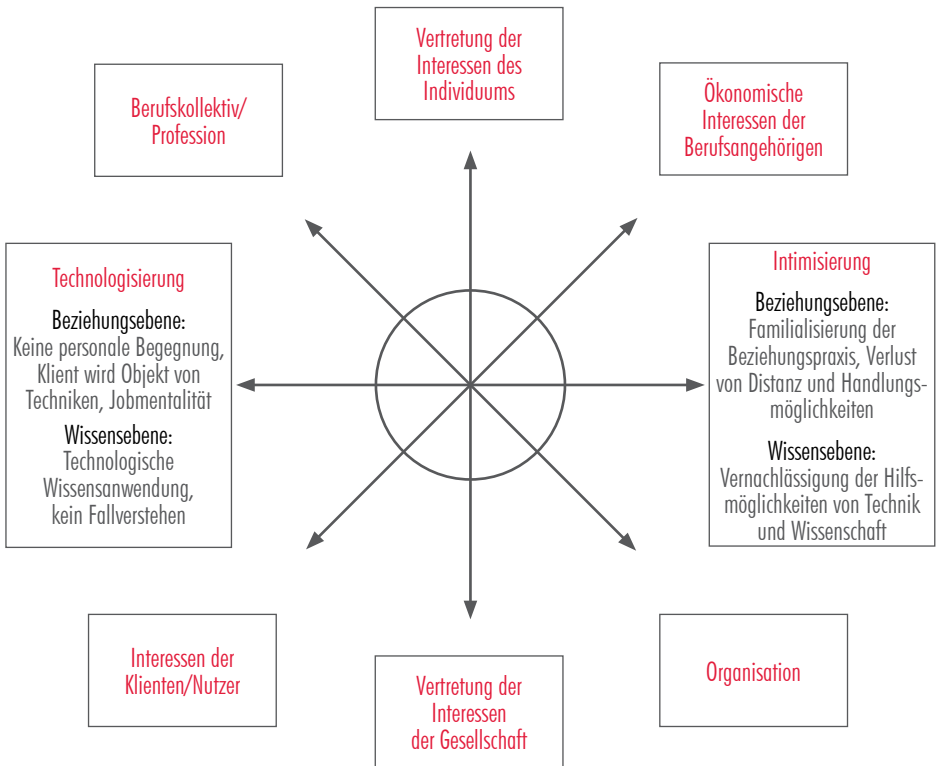 Vertretung der
Interessen des
Individuums
Berufskollektiv/
Profession
Ökonomische
Interessen der
Berufsangehörigen
Technologisierung
Beziehungsebene:
Keine personale Begegnung,
Klient wird Objekt von
Techniken, Jobmentalität
Wissensebene:
Technologische
Wissensanwendung,
kein Fallverstehen
Intimisierung
Beziehungsebene:
Familialisierung der
Beziehungspraxis, Verlust
von Distanz und Handlungs-
möglichkeiten
Wissensebene:
Vernachlässigung der Hilfs-
möglichkeiten von Technik
und Wissenschaft
Interessen der
Klienten/Nutzer
Vertretung der
Interessen
der Gesellschaft
Organisation